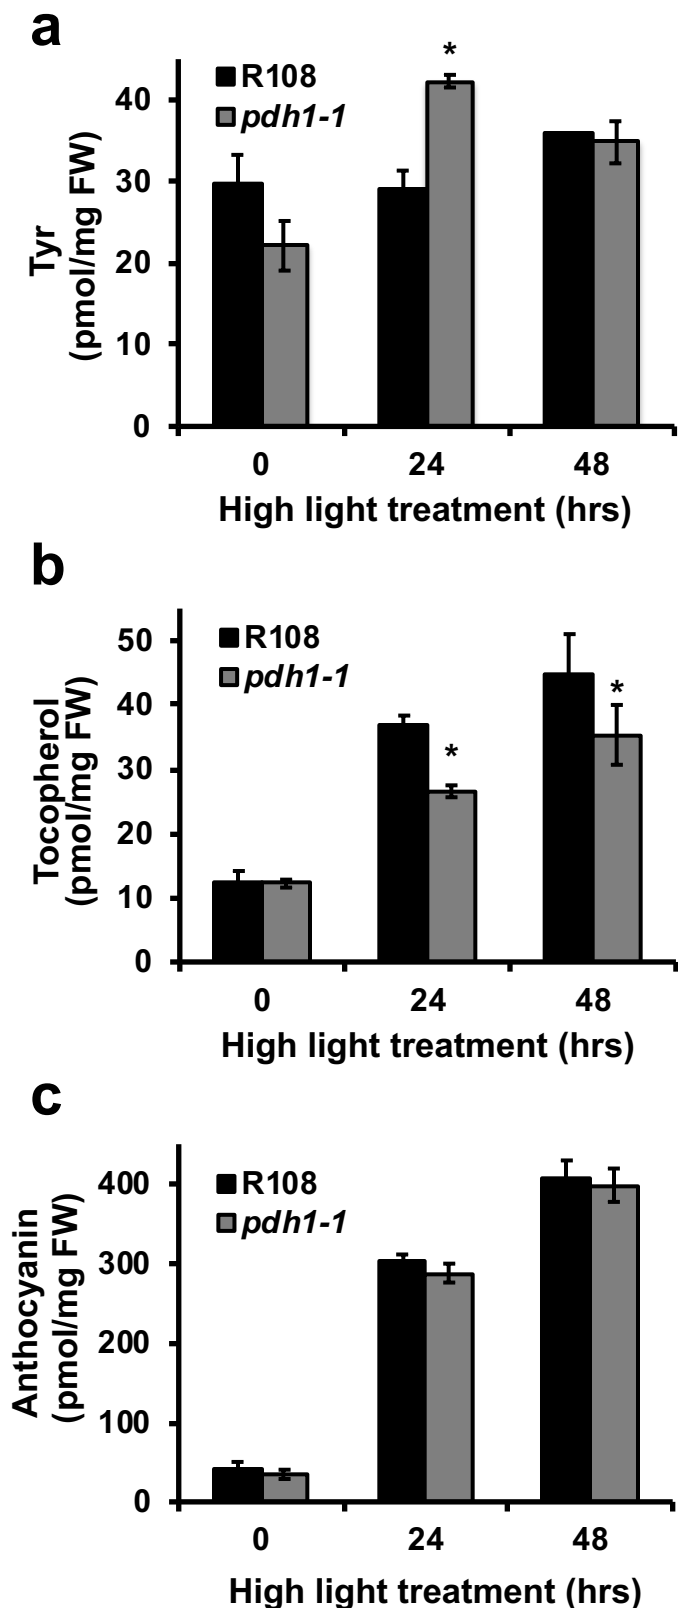 a
*
R108
pdh1-1
Tyr
(pmol/mg FW)
40
30
20
10
0
0 24 48
High light treatment (hrs)
b
R108
pdh1-1
*
*
Tocopherol
(pmol/mg FW)
50
40
30
20
10
0
0 24 48
High light treatment (hrs)
c
R108
pdh1-1
Anthocyanin
(pmol/mg FW)
400
300
200
100
0
0 24 48
High light treatment (hrs)